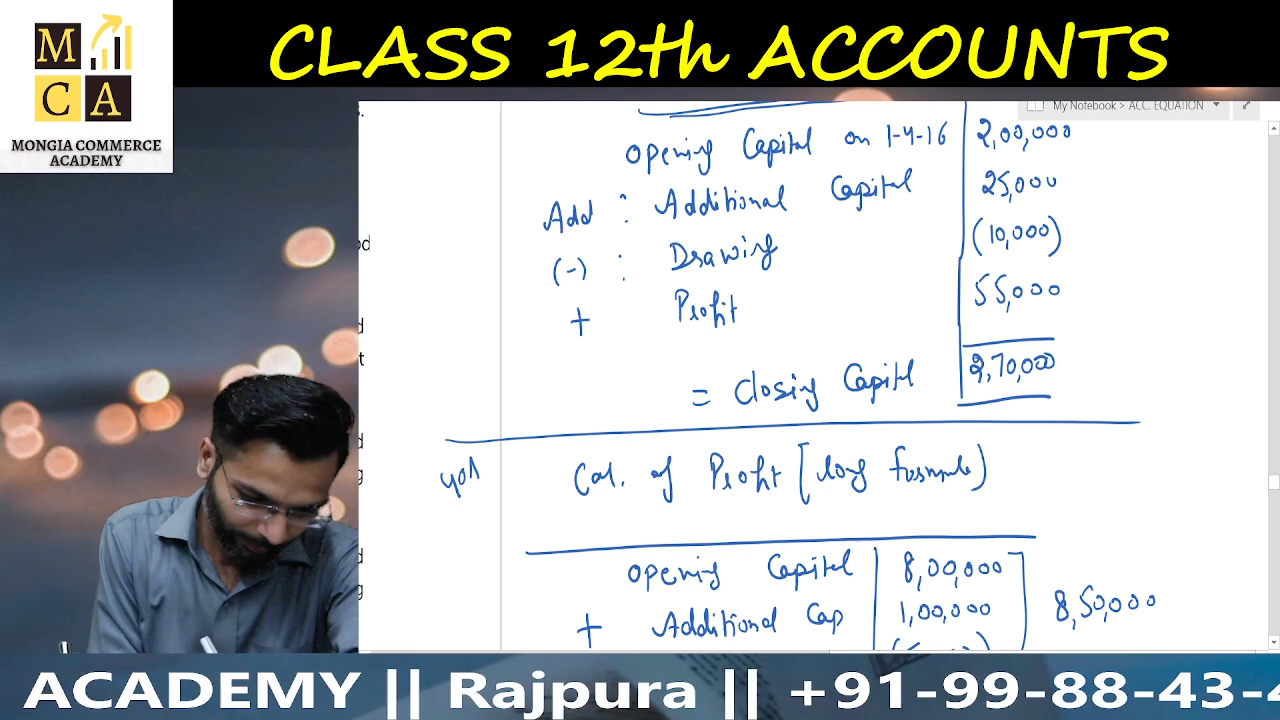 M
C A
MONGIA COMMERCE
ACADEMY
CLASS 12th ACCOUNTS
My Notebook > ACC. EQUATION
Opening Capital on 1-4-16 2,00,000
Add : Additional Capital 25,000
(-) : Drawing (10,000)
+ Profit 55,000
= Closing Capital 2,70,000
Cal. of Profit [long formula)
Opening Capital 8,00,000
+ Additional Cap 1,00,000 8,50,000
ACADEMY || Rajpura || +91-99-88-43-4